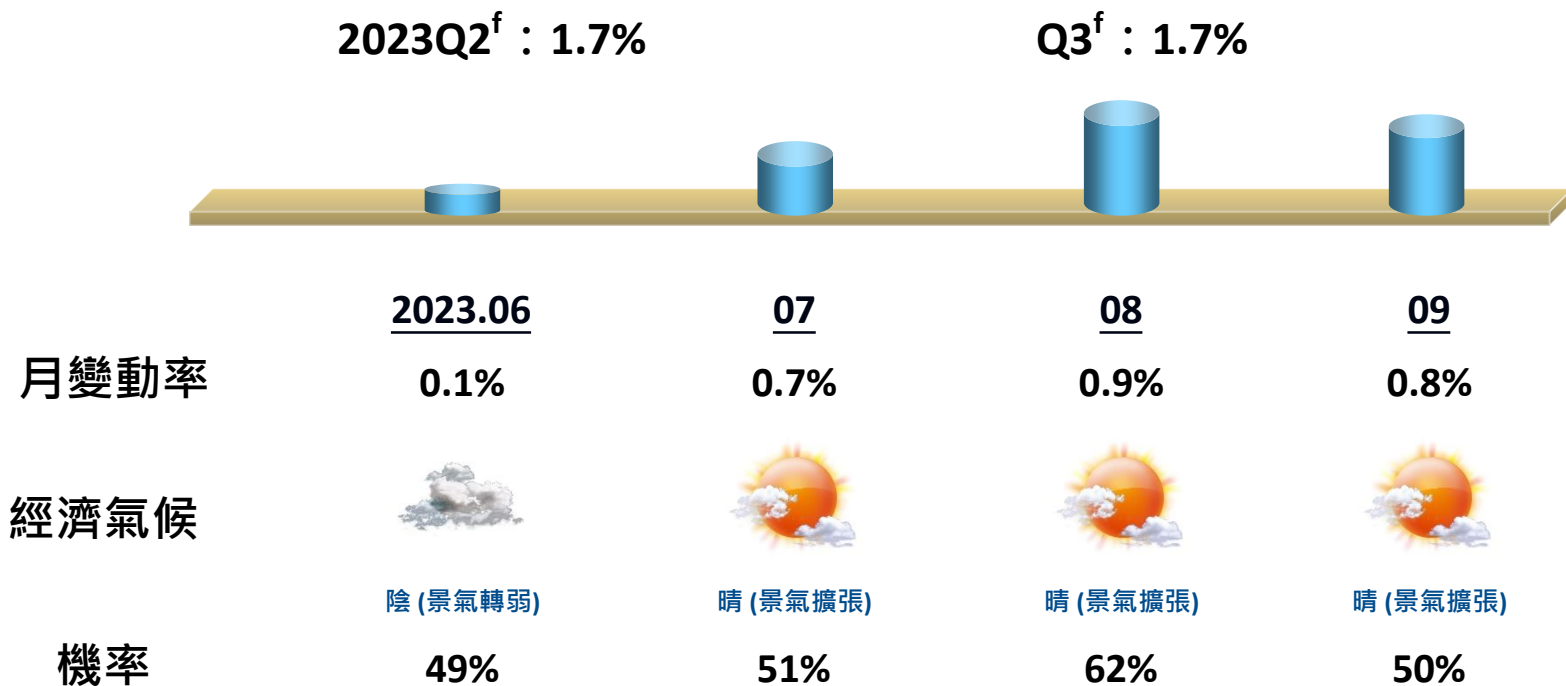 2023Q2ᶠ：1.7% Q3ᶠ：1.7%
2023.06 07 08 09
月變動率 0.1% 0.7% 0.9% 0.8%
經濟氣候
陰 (景氣轉弱) 晴 (景氣擴張) 晴 (景氣擴張) 晴 (景氣擴張)
機率 49% 51% 62% 50%